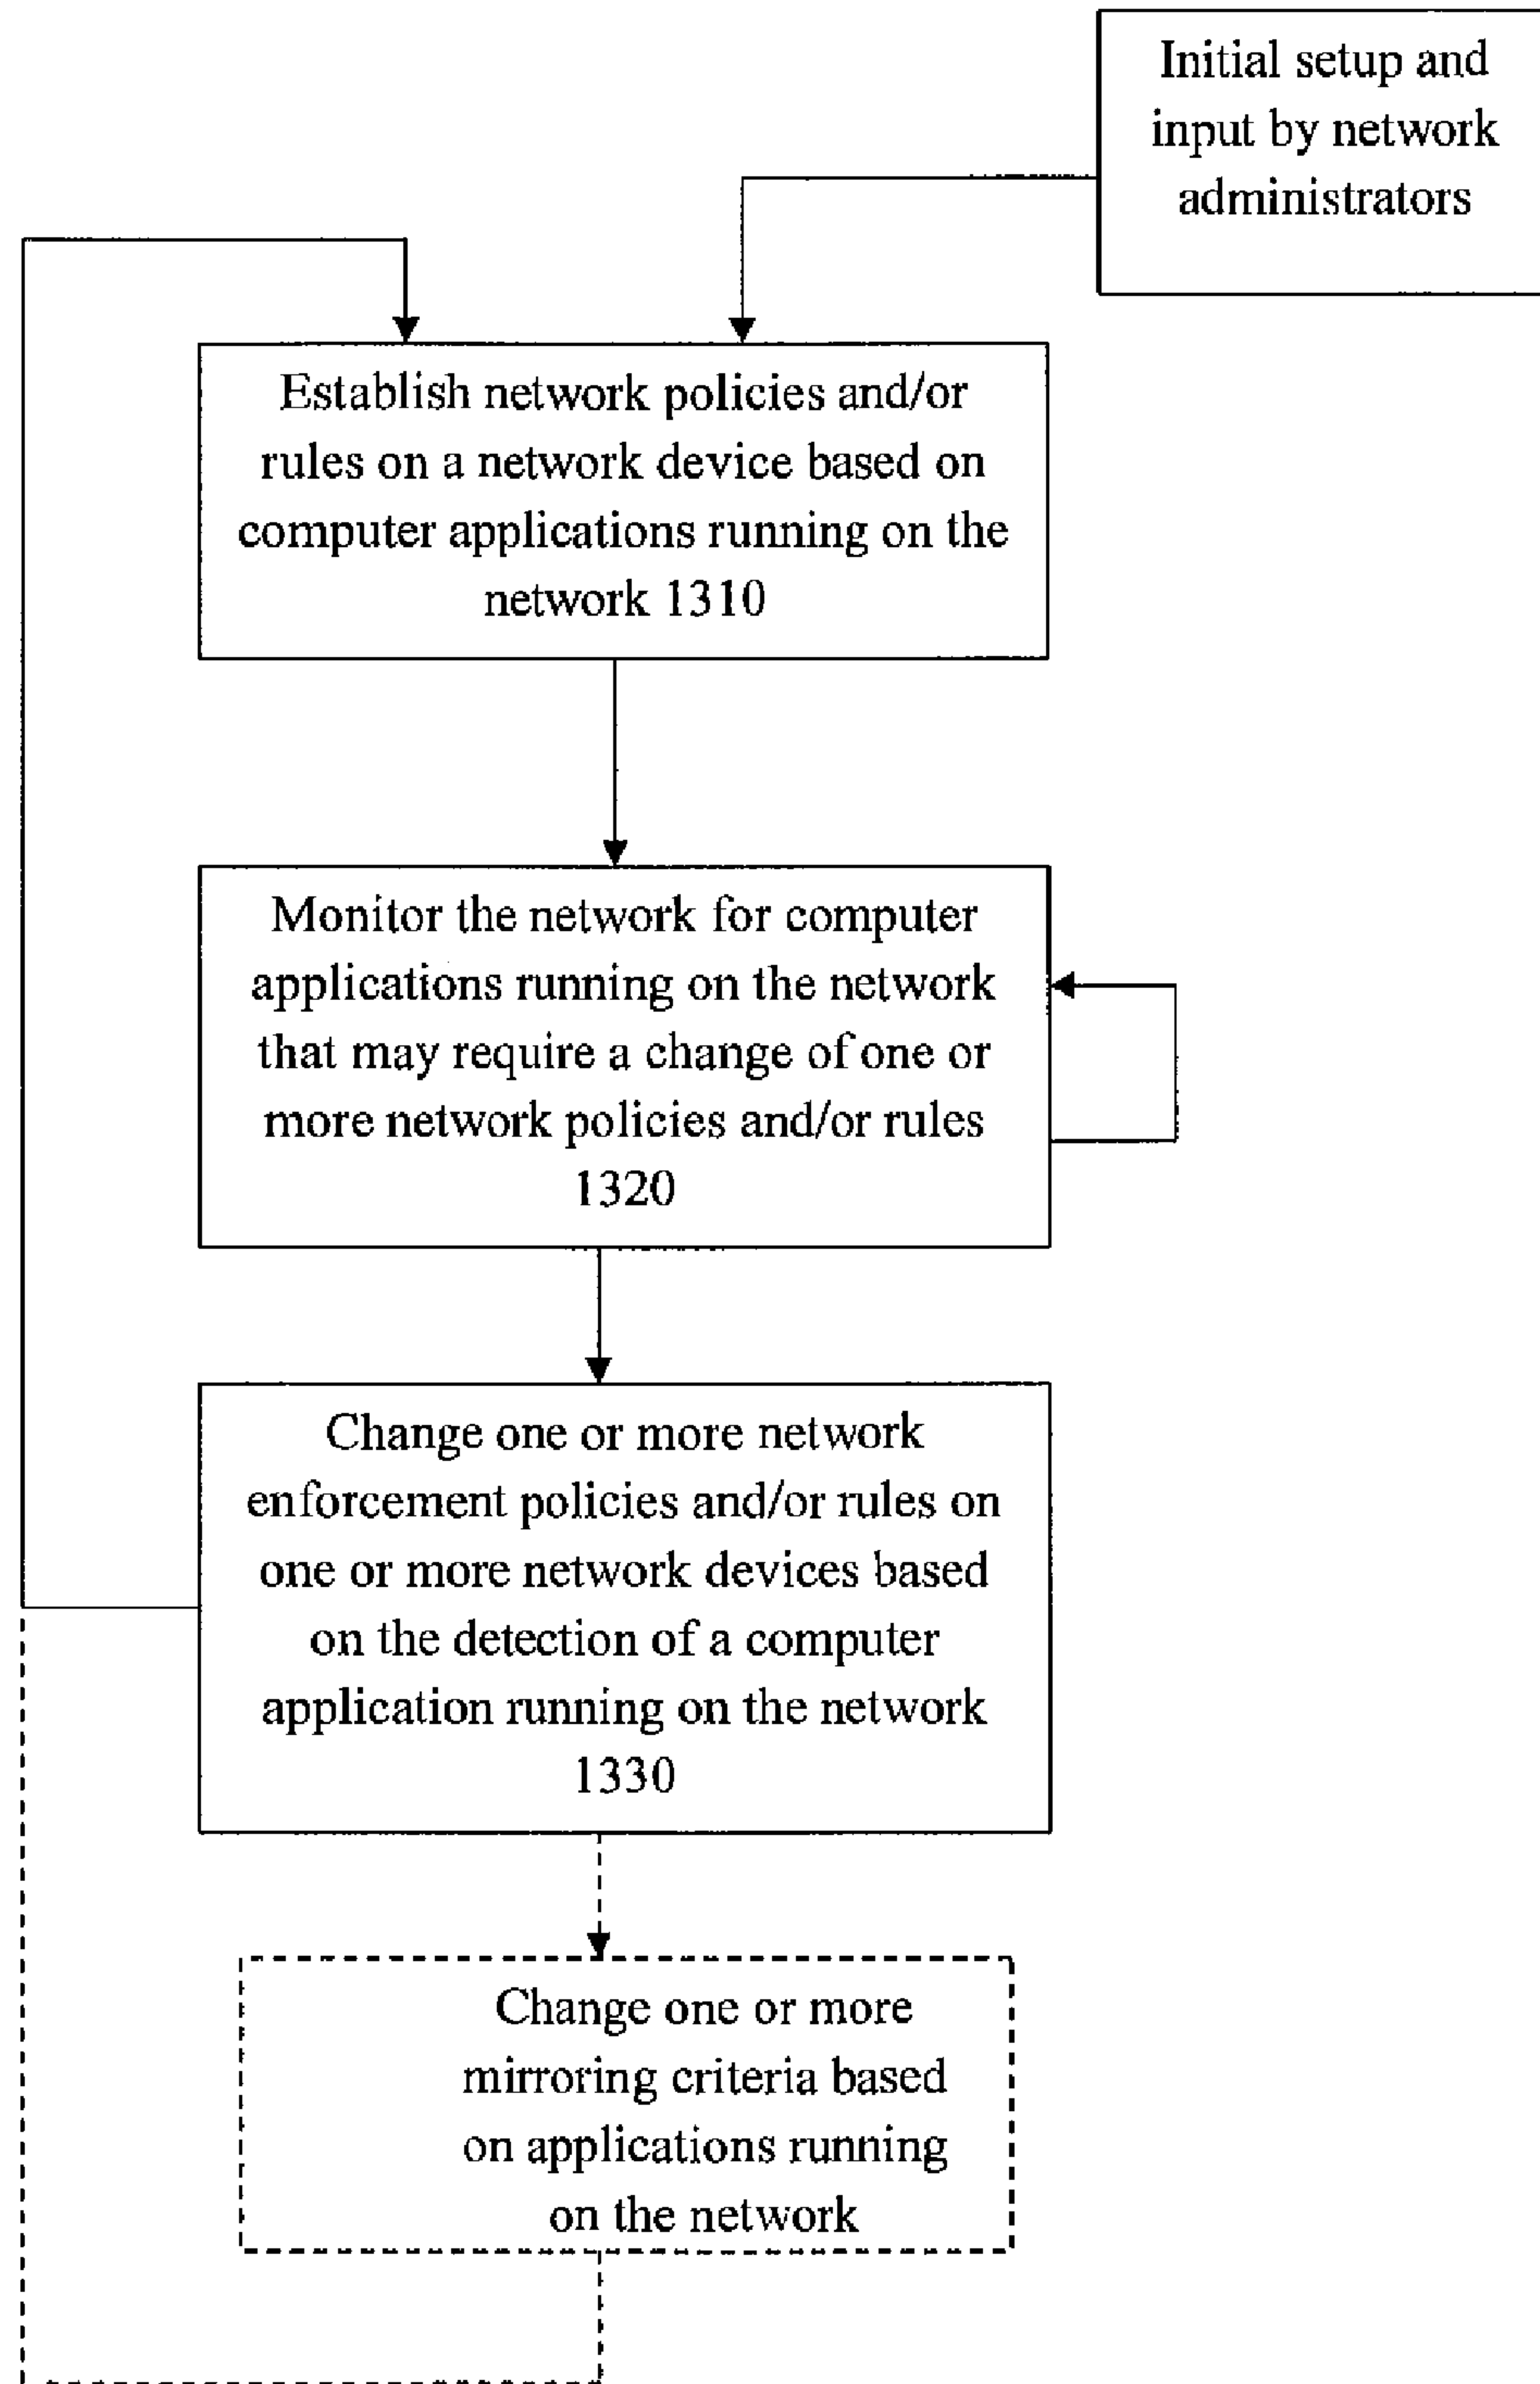 Initial setup and
input by network
administrators
Establish network policies and/or
rules on a network device based on
computer applications running on the
network 1310
Monitor the network for computer
applications running on the network
that may require a change of one or
more network policies and/or rules
1320
Change one or more network
enforcement policies and/or rules on
one or more network devices based
on the detection of a computer
application running on the network
1330
Change one or more
mirroring criteria based
on applications running
on the network